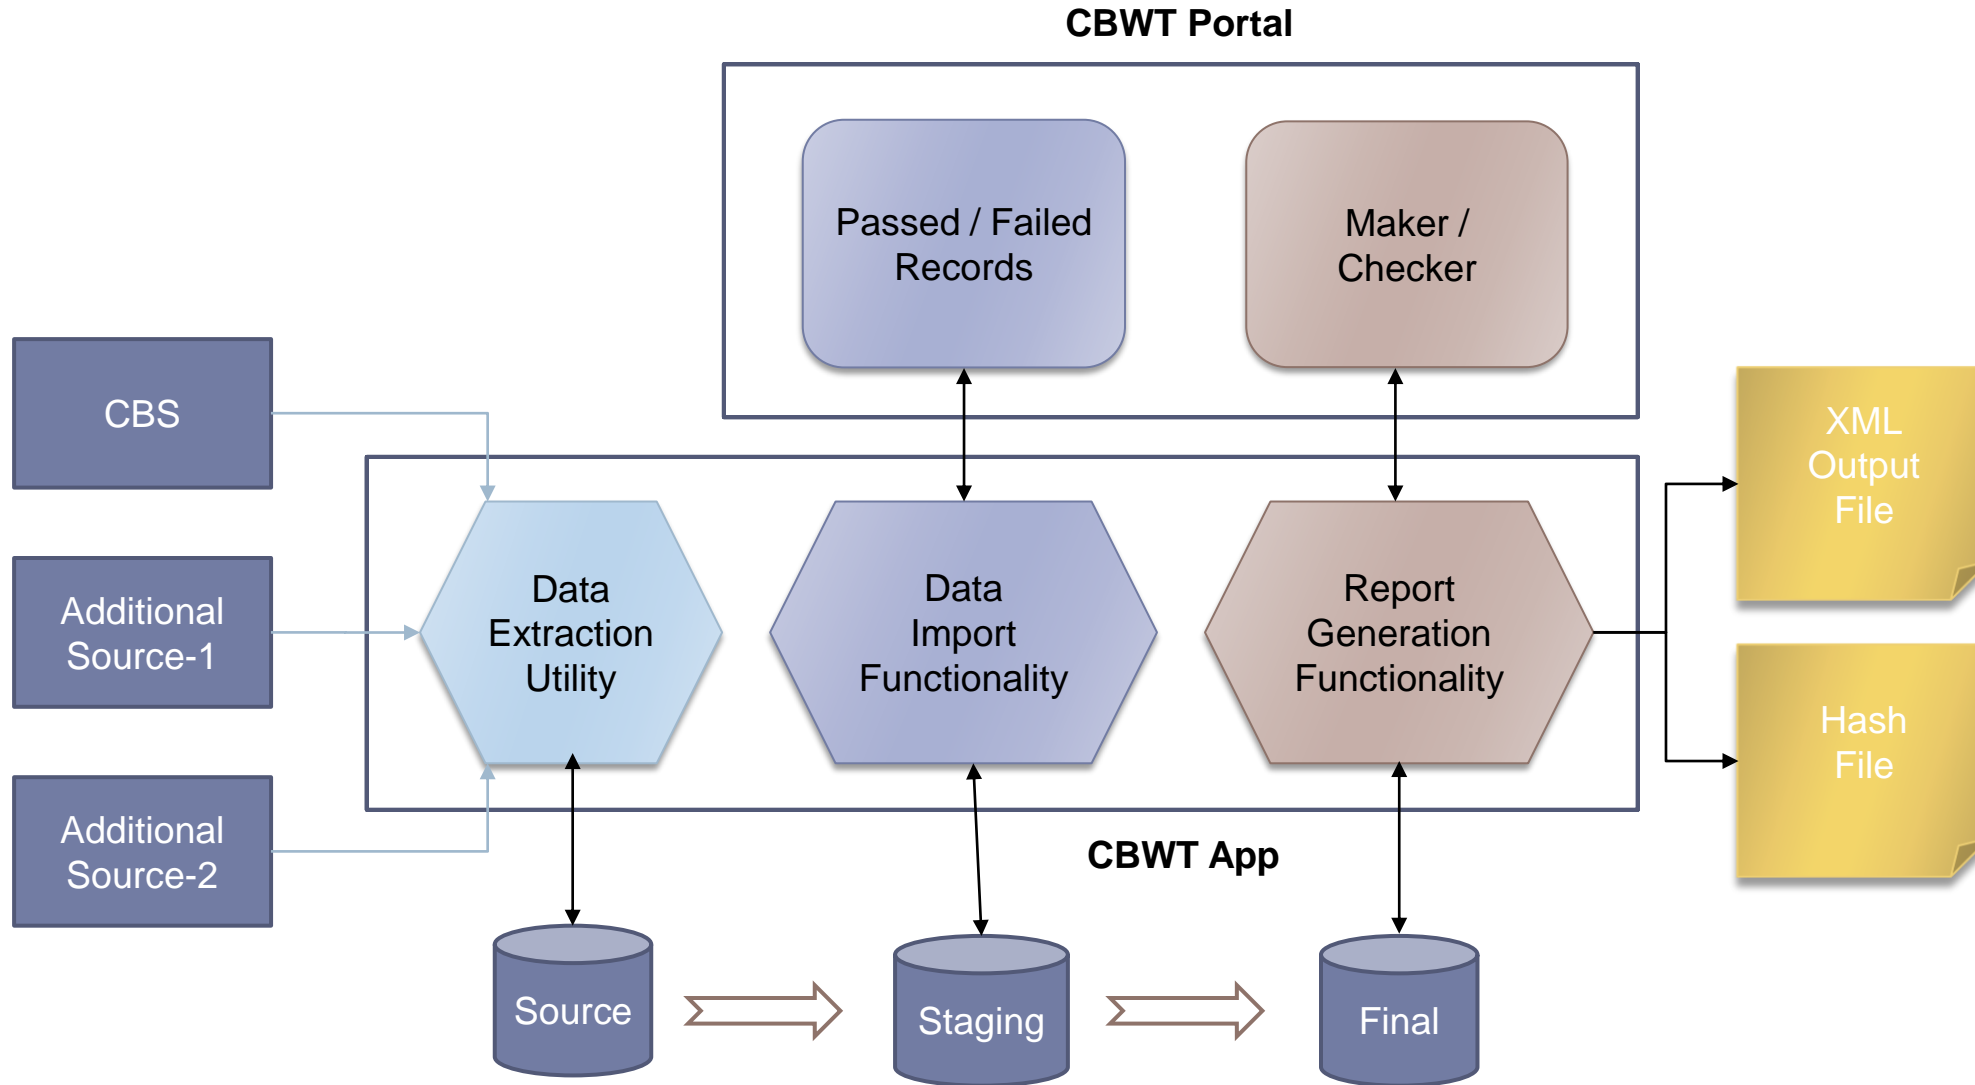 CBWT Portal
Passed / Failed
Records
Maker /
Checker
CBS
Additional
Source-1
Additional
Source-2
Data
Extraction
Utility
Data
Import
Functionality
Report
Generation
Functionality
XML
Output
File
Hash
File
CBWT App
Source
Staging
Final